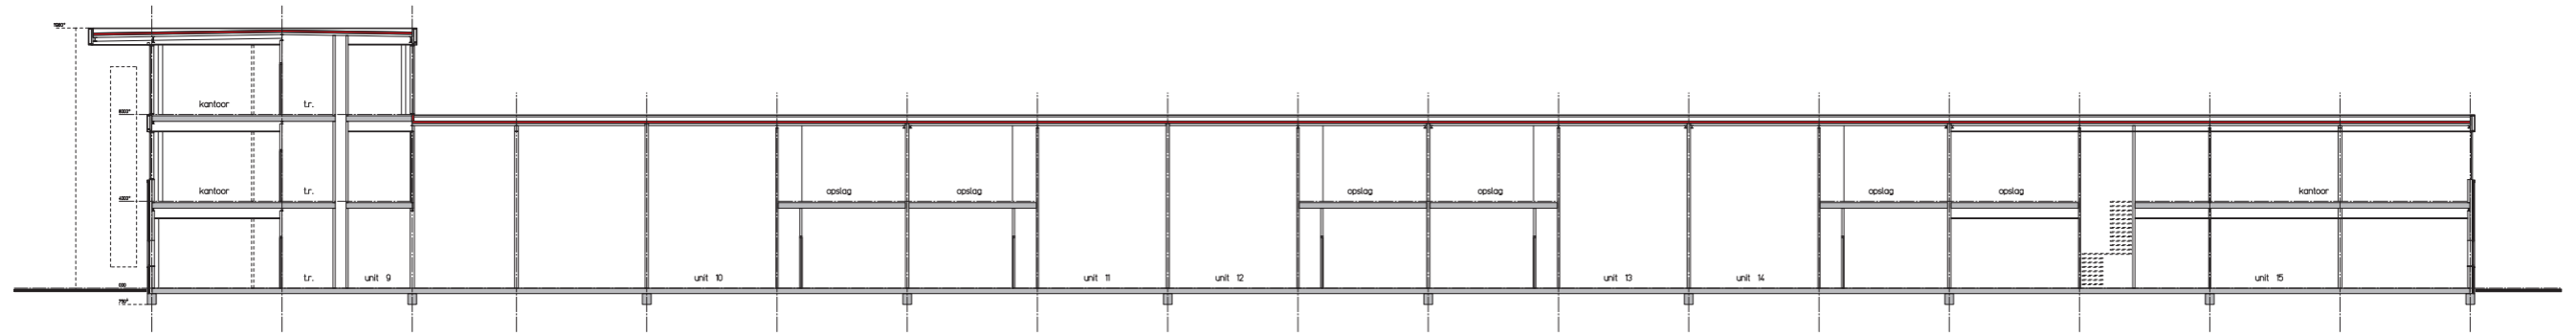 kantoor t.r.
kantoor t.r.
opslag opslag opslag opslag opslag opslag kantoor
t.r. unit 9 unit 10 unit 11 unit 12 unit 13 unit 14 unit 15